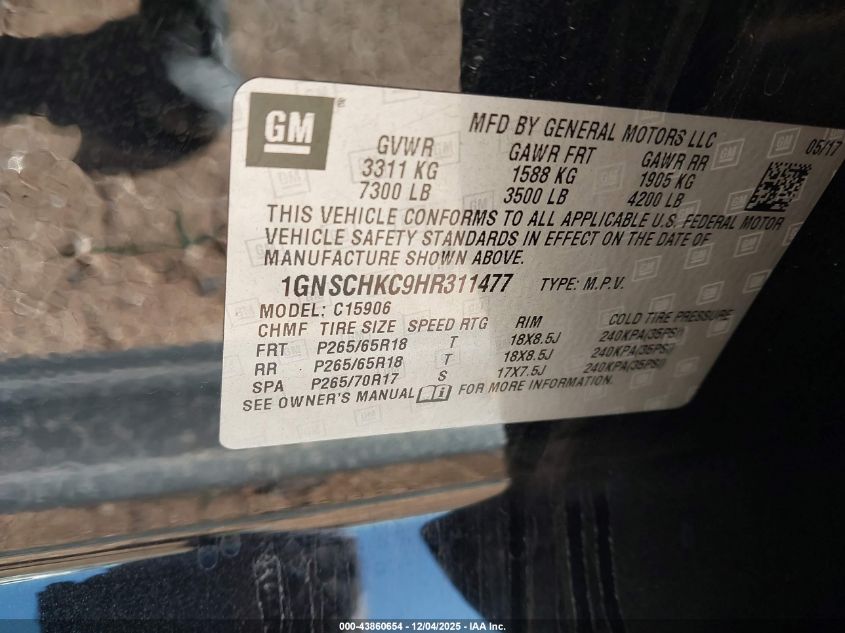 GM ®
MFD BY GENERAL MOTORS LLC
05/17
GVWR GAWR FRT GAWR RR
3311 KG 1588 KG 1905 KG
7300 LB 3500 LB 4200 LB
THIS VEHICLE CONFORMS TO ALL APPLICABLE U.S. FEDERAL MOTOR
VEHICLE SAFETY STANDARDS IN EFFECT ON THE DATE OF
MANUFACTURE SHOWN ABOVE.
1GNSCHKC9HR311477 TYPE: M.P.V.
MODEL: C15906
CHMF TIRE SIZE SPEED RTG RIM COLD TIRE PRESSURE
FRT P265/65R18 T 18X8.5J 240KPA(35PSI)
RR P265/65R18 T 18X8.5J 240KPA(35PSI)
SPA P265/70R17 S 17X7.5J 240KPA(35PSI)
SEE OWNER'S MANUAL FOR MORE INFORMATION.
000-43860654 - 12/04/2025 - IAA Inc.